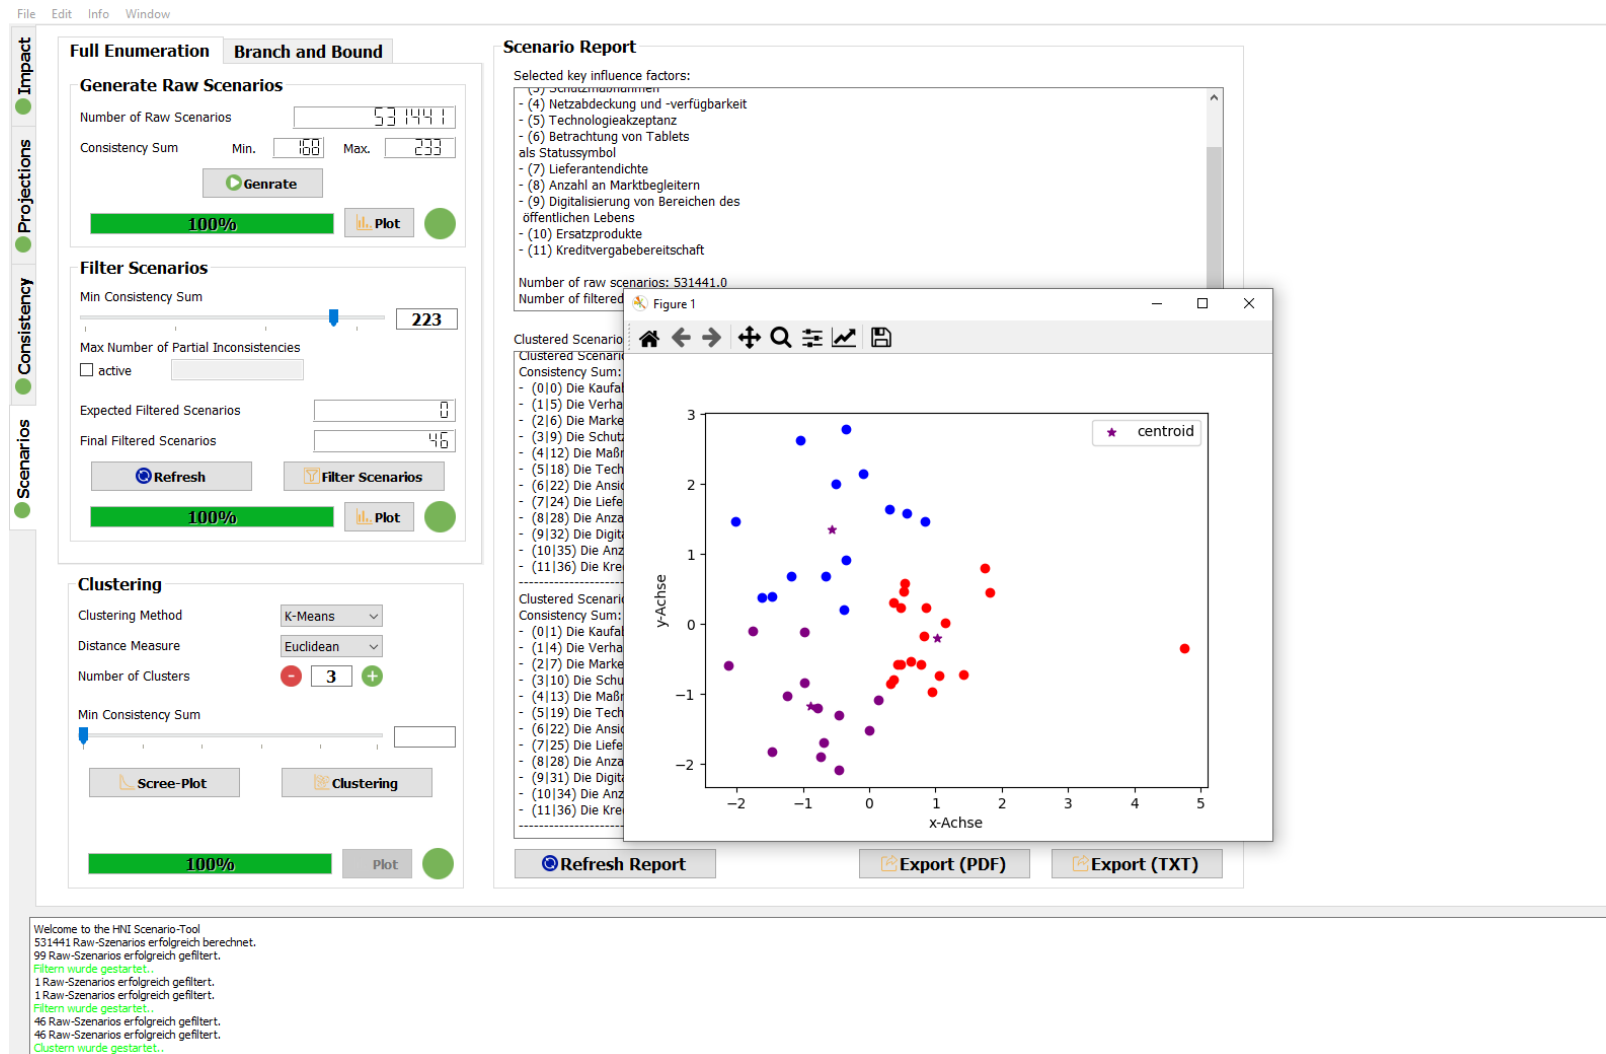 File Edit Info Window
Impact
Projections
Consistency
Scenarios
Full Enumeration
Branch and Bound
Generate Raw Scenarios
Number of Raw Scenarios 531441
Consistency Sum Min. 168 Max. 233
Genrate
100% Plot
Filter Scenarios
Min Consistency Sum
223
Max Number of Partial Inconsistencies
active
Expected Filtered Scenarios 0
Final Filtered Scenarios 46
Refresh Filter Scenarios
100% Plot
Clustering
Clustering Method K-Means
Distance Measure Euclidean
Number of Clusters - 3 +
Min Consistency Sum
Scree-Plot Clustering
100% Plot
Scenario Report
Selected key influence factors:
- (3) Schutzmaßnahmen
- (4) Netzabdeckung und -verfügbarkeit
- (5) Technologieakzeptanz
- (6) Betrachtung von Tablets
als Statussymbol
- (7) Lieferantendichte
- (8) Anzahl an Marktbegleitern
- (9) Digitalisierung von Bereichen des
öffentlichen Lebens
- (10) Ersatzprodukte
- (11) Kreditvergabebereitschaft
Number of raw scenarios: 531441.0
Number of filtered
Clustered Scenario
Clustered Scenari
Consistency Sum:
- (0|0) Die Kaufa
- (1|5) Die Verha
- (2|6) Die Marke
- (3|9) Die Schutz
- (4|12) Die Maßn
- (5|18) Die Tech
- (6|22) Die Ansic
- (7|24) Die Liefe
- (8|28) Die Anza
- (9|32) Die Digita
- (10|35) Die Anz
- (11|36) Die Kre
--------------------
Clustered Scenari
Consistency Sum:
- (0|1) Die Kaufa
- (1|4) Die Verha
- (2|7) Die Marke
- (3|10) Die Schu
- (4|13) Die Maßn
- (5|19) Die Tech
- (6|22) Die Ansic
- (7|25) Die Liefe
- (8|28) Die Anza
- (9|31) Die Digita
- (10|34) Die Anz
- (11|36) Die Kre
--------------------
Figure 1
centroid
3
2
1
0
−1
−2
y-Achse
−2 −1 0 1 2 3 4 5
x-Achse
Refresh Report Export (PDF) Export (TXT)
Welcome to the HNI Scenario-Tool
531441 Raw-Szenarios erfolgreich berechnet.
99 Raw-Szenarios erfolgreich gefiltert.
Filtern wurde gestartet..
1 Raw-Szenarios erfolgreich gefiltert.
1 Raw-Szenarios erfolgreich gefiltert.
Filtern wurde gestartet..
46 Raw-Szenarios erfolgreich gefiltert.
46 Raw-Szenarios erfolgreich gefiltert.
Clustern wurde gestartet..